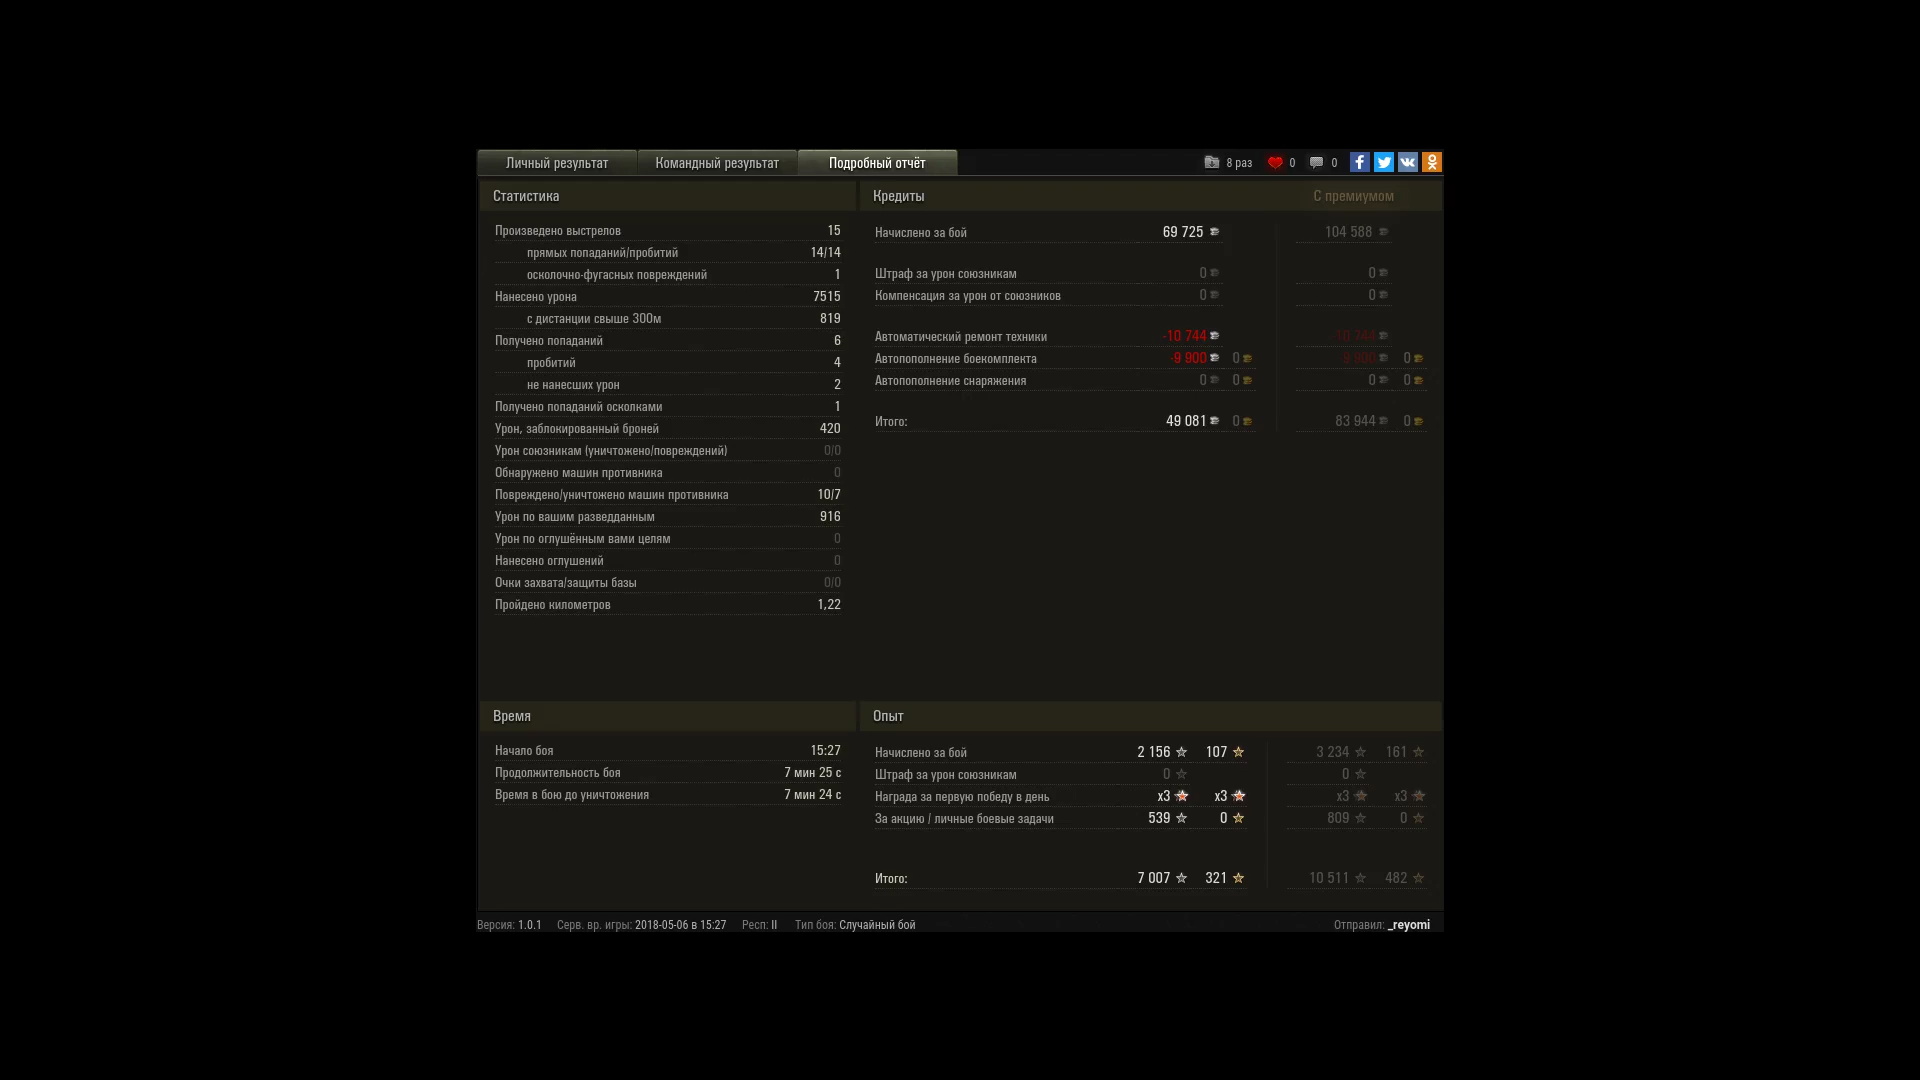 Личный результат Командный результат Подробный отчёт 8 раз 0 0
Статистика
Произведено выстрелов 15
прямых попаданий/пробитий 14/14
осколочно-фугасных повреждений 1
Нанесено урона 7515
с дистанции свыше 300м 819
Получено попаданий 6
пробитий 4
не нанесших урон 2
Получено попаданий осколками 1
Урон, заблокированный броней 420
Урон союзникам (уничтожено/повреждений) 0/0
Обнаружено машин противника 0
Повреждено/уничтожено машин противника 10/7
Урон по вашим разведданным 916
Урон по оглушённым вами целям 0
Нанесено оглушений 0
Очки захвата/защиты базы 0/0
Пройдено километров 1,22
Кредиты С премиумом
Начислено за бой 69 725 104 588
Штраф за урон союзникам 0 0
Компенсация за урон от союзников 0 0
Автоматический ремонт техники -10 744 -10 744
Автопополнение боекомплекта -9 900 0 -9 900 0
Автопополнение снаряжения 0 0 0 0
Итого: 49 081 0 83 944 0
Время
Начало боя 15:27
Продолжительность боя 7 мин 25 с
Время в бою до уничтожения 7 мин 24 с
Опыт
Начислено за бой 2 156 107 3 234 161
Штраф за урон союзникам 0 0
Награда за первую победу в день x3 x3 x3 x3
За акцию / личные боевые задачи 539 0 809 0
Итого: 7 007 321 10 511 482
Версия: 1.0.1 Серв. вр. игры: 2018-05-06 в 15:27 Респ: II Тип боя: Случайный бой Отправил: _reyomi